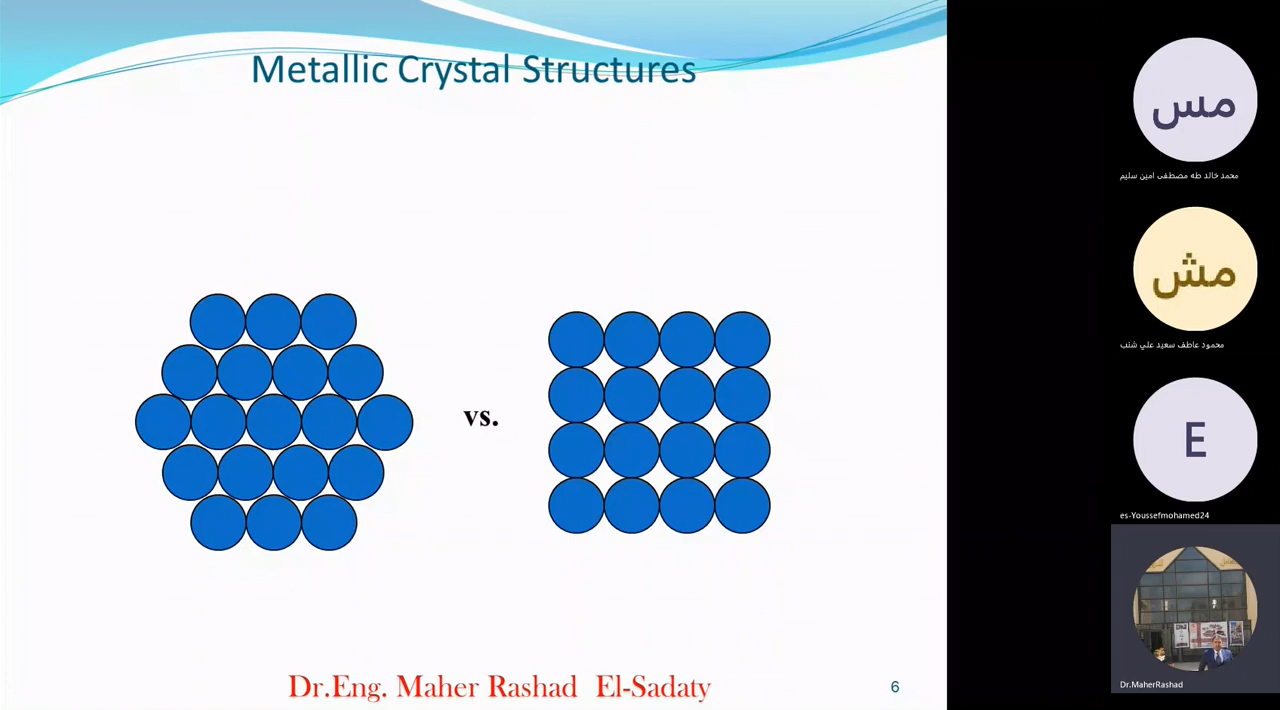 Metallic Crystal Structures
vs.
Dr.Eng. Maher Rashad El-Sadaty
6
مس
محمد خالد طه مصطفى امين سليم
مش
محمود عاطف سعيد علي شنب
E
es-Youssefmohamed24
Dr.MaherRashad